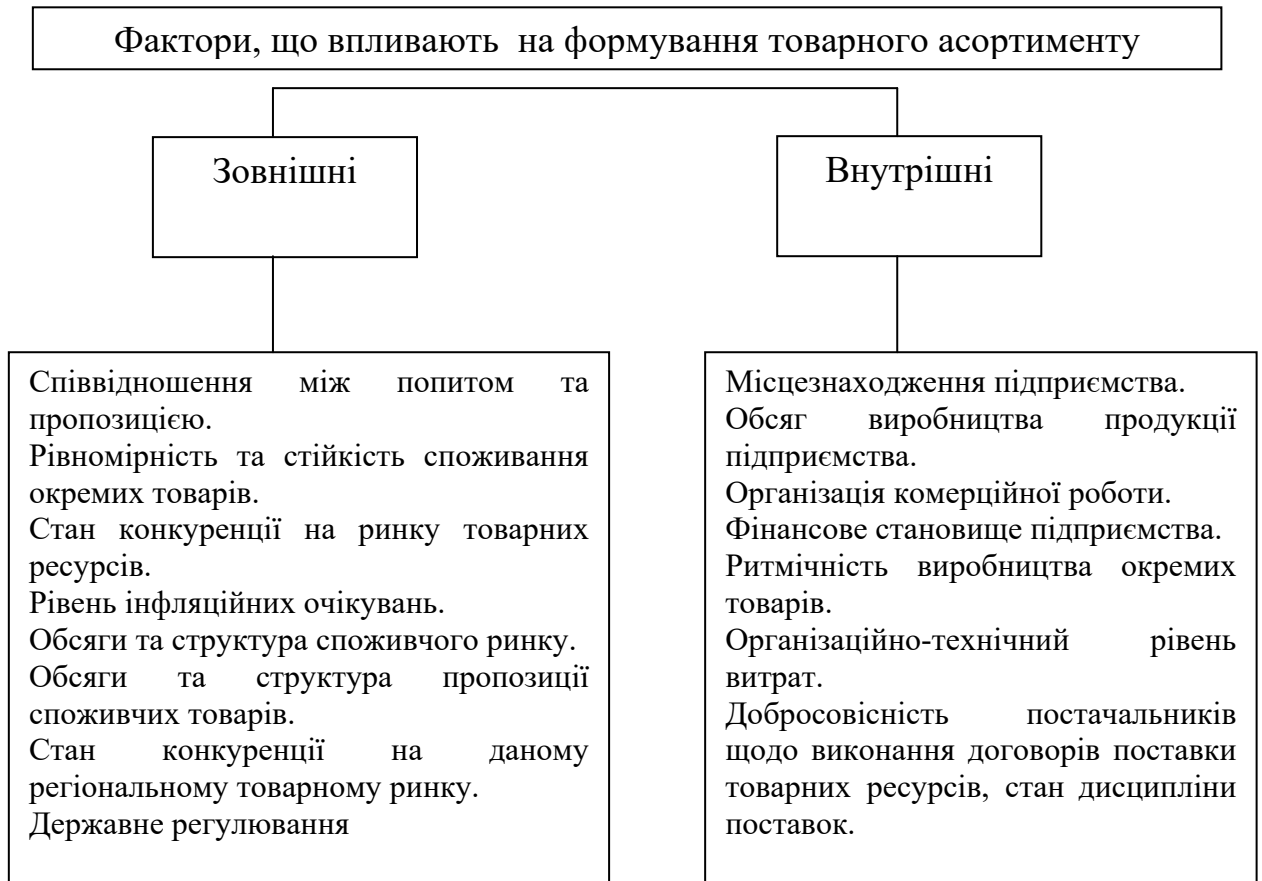 Фактори, що впливають на формування товарного асортименту
Зовнішні
Внутрішні
Співвідношення між попитом та
пропозицією.
Рівномірність та стійкість споживання
окремих товарів.
Стан конкуренції на ринку товарних
ресурсів.
Рівень інфляційних очікувань.
Обсяги та структура споживчого ринку.
Обсяги та структура пропозиції
споживчих товарів.
Стан конкуренції на даному
регіональному товарному ринку.
Державне регулювання
Місцезнаходження підприємства.
Обсяг виробництва продукції
підприємства.
Організація комерційної роботи.
Фінансове становище підприємства.
Ритмічність виробництва окремих
товарів.
Організаційно-технічний рівень
витрат.
Добросовісність постачальників
щодо виконання договорів поставки
товарних ресурсів, стан дисципліни
поставок.